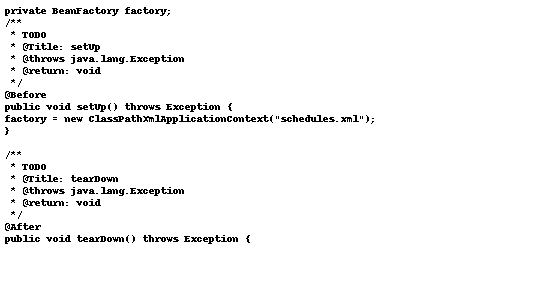 private BeanFactory factory;
/**
 * TODO
 * @Title: setUp
 * @throws java.lang.Exception
 * @return: void
 */
@Before
public void setUp() throws Exception {
factory = new ClassPathXmlApplicationContext("schedules.xml");
}
/**
 * TODO
 * @Title: tearDown
 * @throws java.lang.Exception
 * @return: void
 */
@After
public void tearDown() throws Exception {